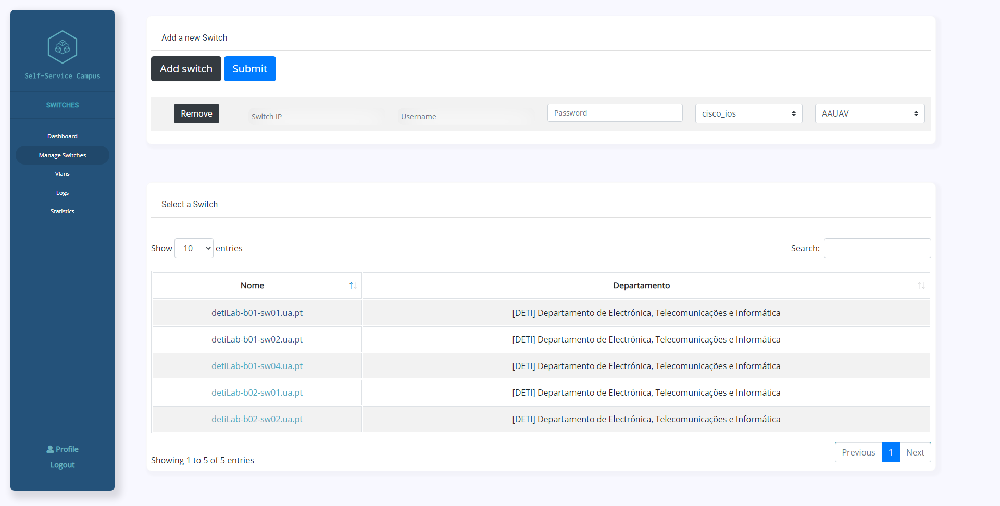 Self-Service Campus
SWITCHES
Dashboard
Manage Switches
Vlans
Logs
Statistics
Profile
Logout
Add a new Switch
Add switch Submit
Remove Switch IP Username Password cisco_ios AAUAV
Select a Switch
Show 10 entries Search:
Nome Departamento
detiLab-b01-sw01.ua.pt [DETI] Departamento de Electrónica, Telecomunicações e Informática
detiLab-b01-sw02.ua.pt [DETI] Departamento de Electrónica, Telecomunicações e Informática
detiLab-b01-sw04.ua.pt [DETI] Departamento de Electrónica, Telecomunicações e Informática
detiLab-b02-sw01.ua.pt [DETI] Departamento de Electrónica, Telecomunicações e Informática
detiLab-b02-sw02.ua.pt [DETI] Departamento de Electrónica, Telecomunicações e Informática
Showing 1 to 5 of 5 entries Previous 1 Next